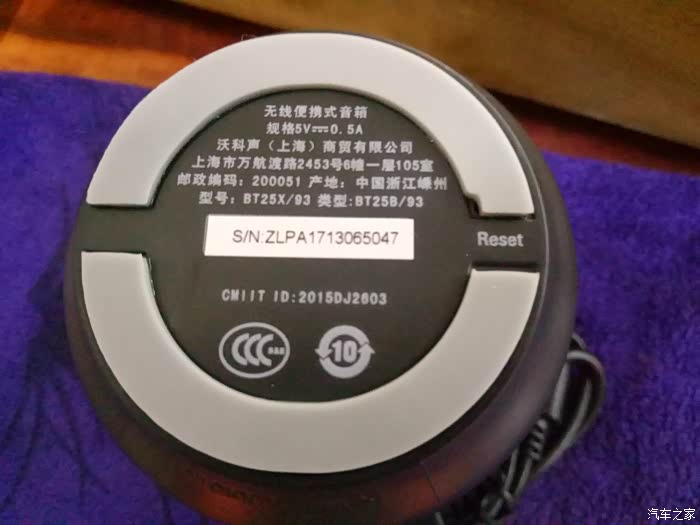 无线便携式音箱
规格5V⎓0.5A
沃科声（上海）商贸有限公司
上海市万航渡路2453号6幢一层105室
邮政编码：200051 产地：中国浙江嵊州
型号：BT25X/93 类型:BT25B/93
S/N:ZLPA1713065047
Reset
CMIIT ID:2015DJ2603
CCC
10
汽车之家